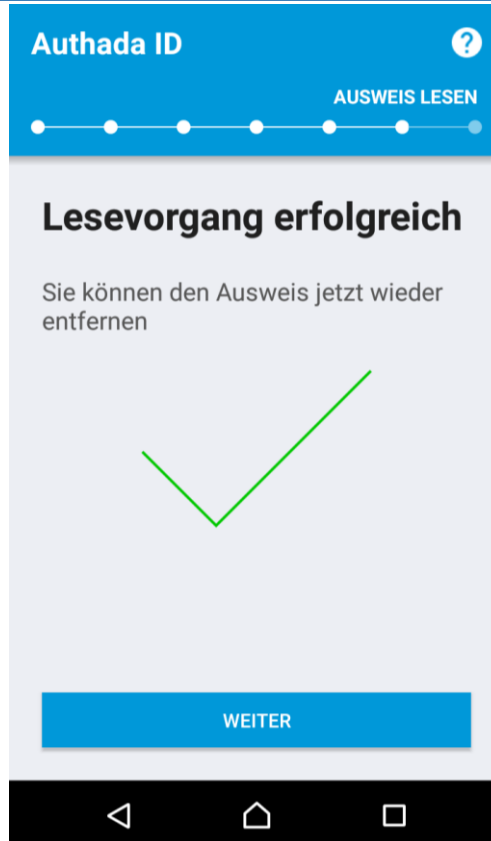 Authada ID
?
AUSWEIS LESEN
Lesevorgang erfolgreich
Sie können den Ausweis jetzt wieder
entfernen
WEITER